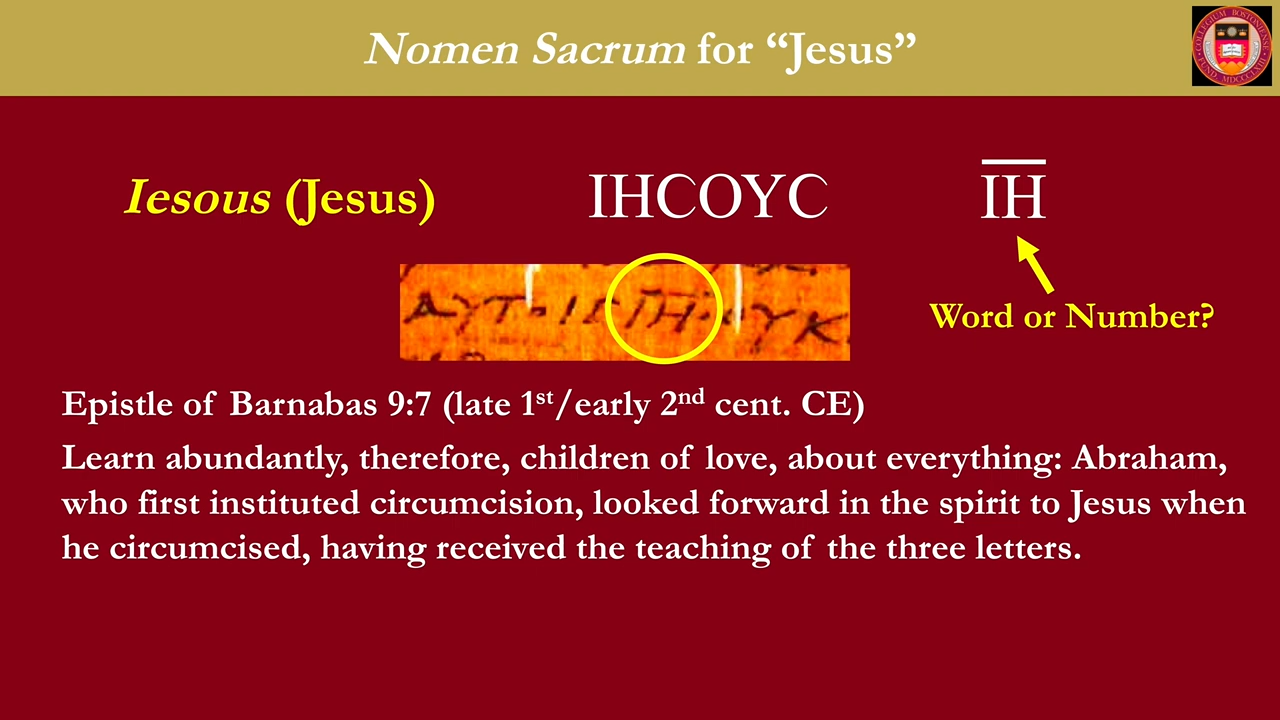 Nomen Sacrum for “Jesus”
Iesous (Jesus) IHCOYC I̅H̅
Word or Number?
Epistle of Barnabas 9:7 (late 1st/early 2nd cent. CE)
Learn abundantly, therefore, children of love, about everything: Abraham,
who first instituted circumcision, looked forward in the spirit to Jesus when
he circumcised, having received the teaching of the three letters.